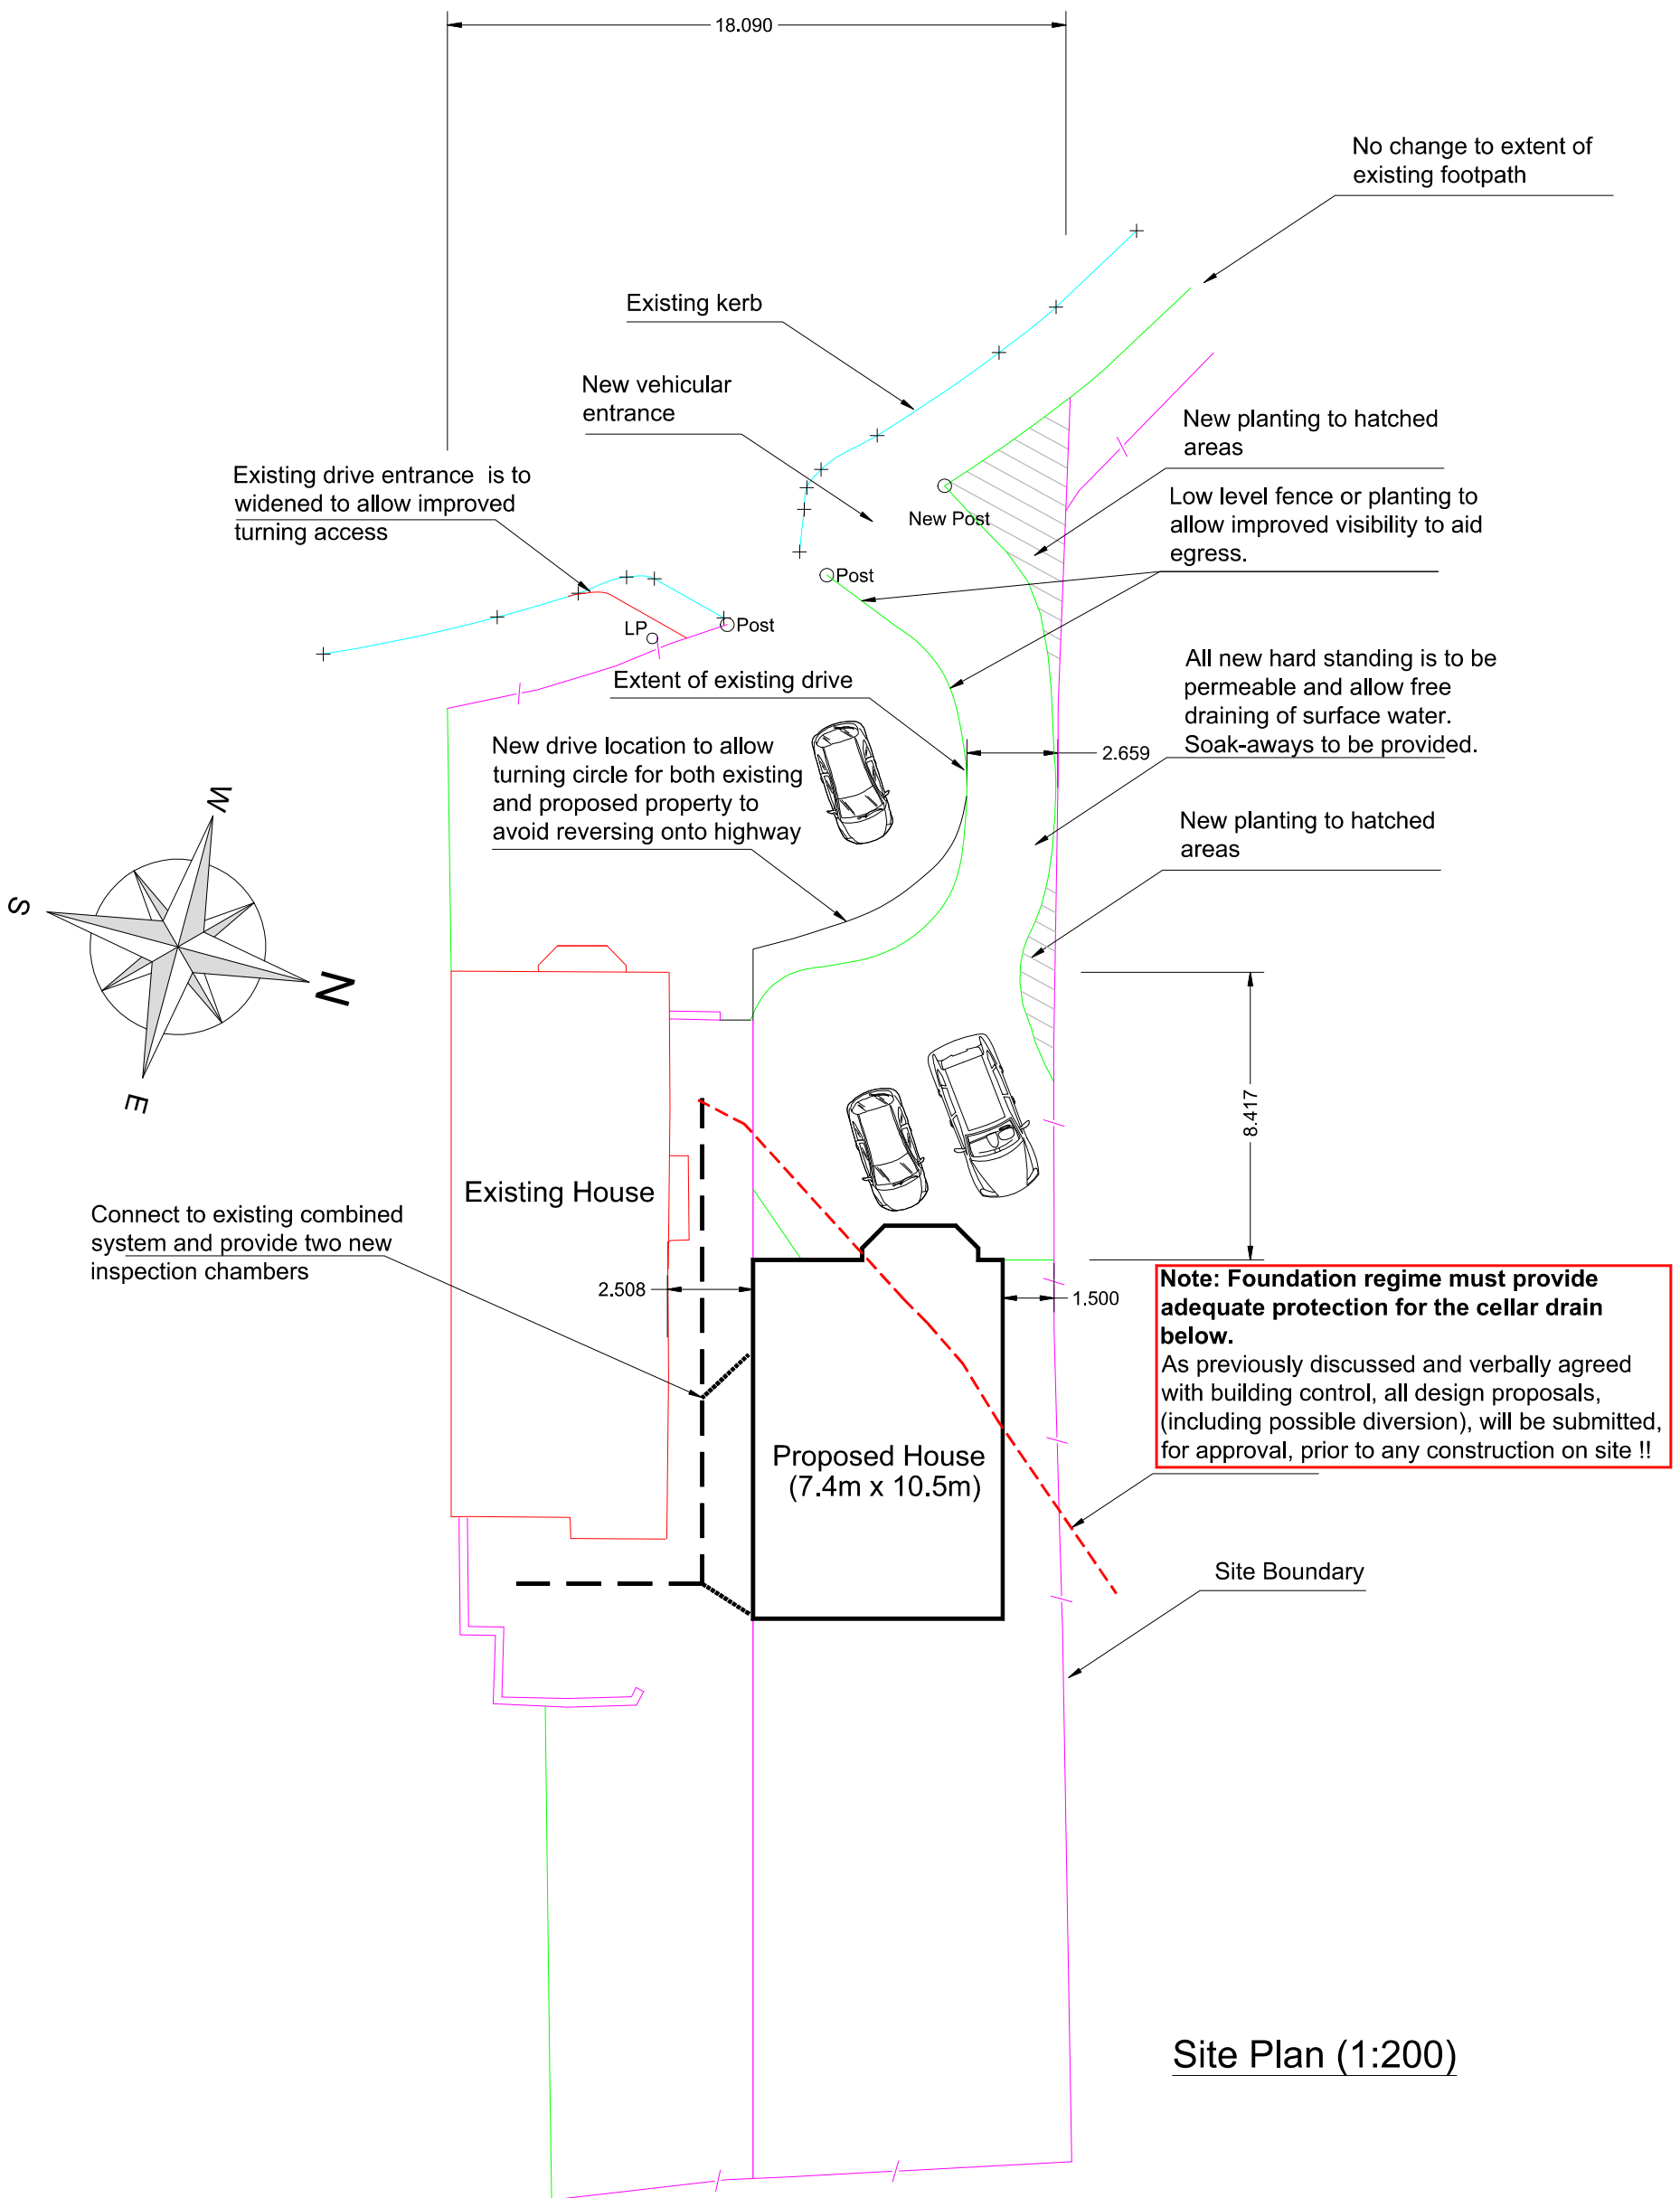 18.090
No change to extent of
existing footpath
Existing kerb
New vehicular
entrance
New planting to hatched
areas
Existing drive entrance is to
widened to allow improved
turning access
Low level fence or planting to
allow improved visibility to aid
egress.
New Post
Post
LP
Post
Extent of existing drive
All new hard standing is to be
permeable and allow free
draining of surface water.
Soak-aways to be provided.
New drive location to allow
turning circle for both existing
and proposed property to
avoid reversing onto highway
2.659
New planting to hatched
areas
W
S
N
E
8.417
Existing House
Connect to existing combined
system and provide two new
inspection chambers
2.508
1.500
Note: Foundation regime must provide
adequate protection for the cellar drain
below.
As previously discussed and verbally agreed
with building control, all design proposals,
(including possible diversion), will be submitted,
for approval, prior to any construction on site !!
Proposed House
(7.4m x 10.5m)
Site Boundary
Site Plan (1:200)